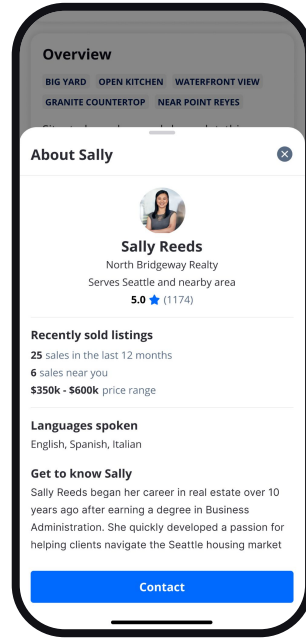 Overview
BIG YARD OPEN KITCHEN WATERFRONT VIEW
GRANITE COUNTERTOP NEAR POINT REYES
About Sally
Sally Reeds
North Bridgeway Realty
Serves Seattle and nearby area
5.0 (1174)
Recently sold listings
25 sales in the last 12 months
6 sales near you
$350k - $600k price range
Languages spoken
English, Spanish, Italian
Get to know Sally
Sally Reeds began her career in real estate over 10
years ago after earning a degree in Business
Administration. She quickly developed a passion for
helping clients navigate the Seattle housing market
Contact